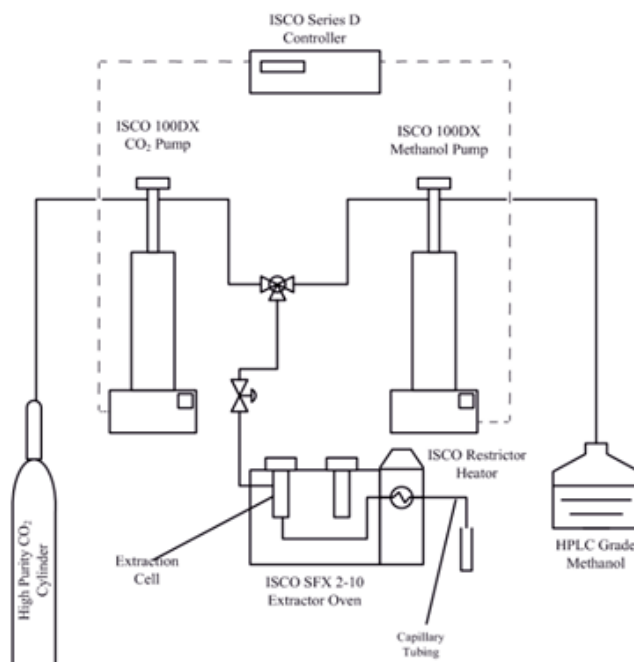 ISCO Series D
Controller
ISCO 100DX
CO₂ Pump
ISCO 100DX
Methanol Pump
ISCO Restrictor
Heator
High Purity CO₂
Cylinder
Extraction
Cell
ISCO SFX 2-10
Extractor Oven
HPLC Grade
Methanol
Capillary
Tubing